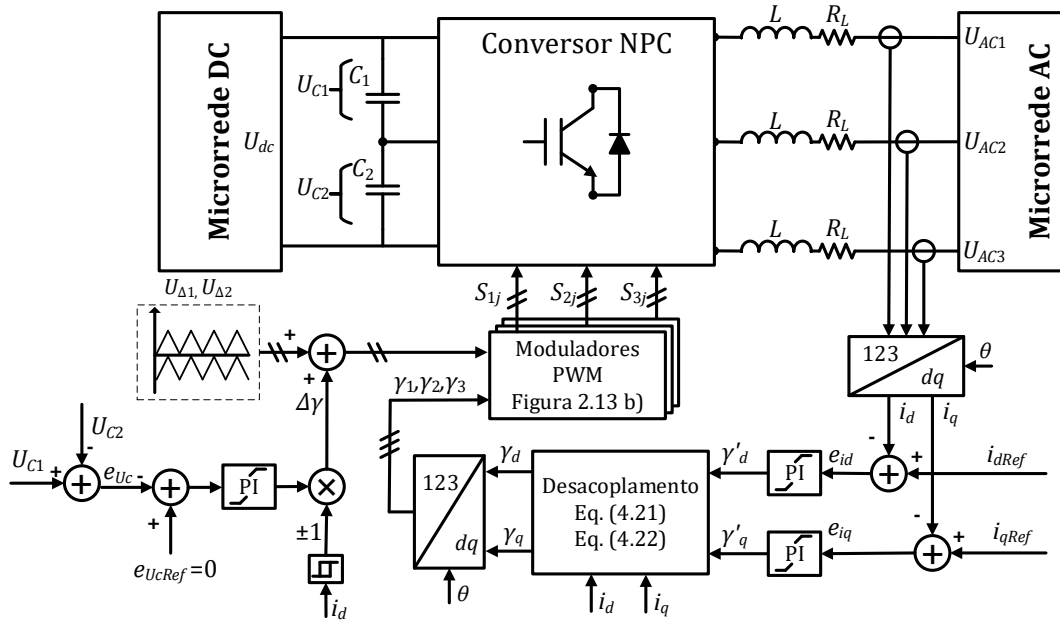 Microrrede DC
U_dc
U_C1
C_1
U_C2
C_2
Conversor NPC
L
R_L
L
R_L
L
R_L
Microrrede AC
U_AC1
U_AC2
U_AC3
S_1j
S_2j
S_3j
U_Δ1, U_Δ2
+
+
+
Δγ
Moduladores
PWM
Figura 2.13 b)
γ_1,γ_2,γ_3
123
dq
θ
i_d
i_q
U_C2
-
U_C1
+
+
e_Uc
-
+
+
e_UcRef=0
PI
×
±1
i_d
123
dq
θ
γ_d
γ_q
Desacoplamento
Eq. (4.21)
Eq. (4.22)
i_d
i_q
γ'_d
γ'_q
PI
PI
e_id
e_iq
-
+
+
i_dRef
-
+
+
i_qRef